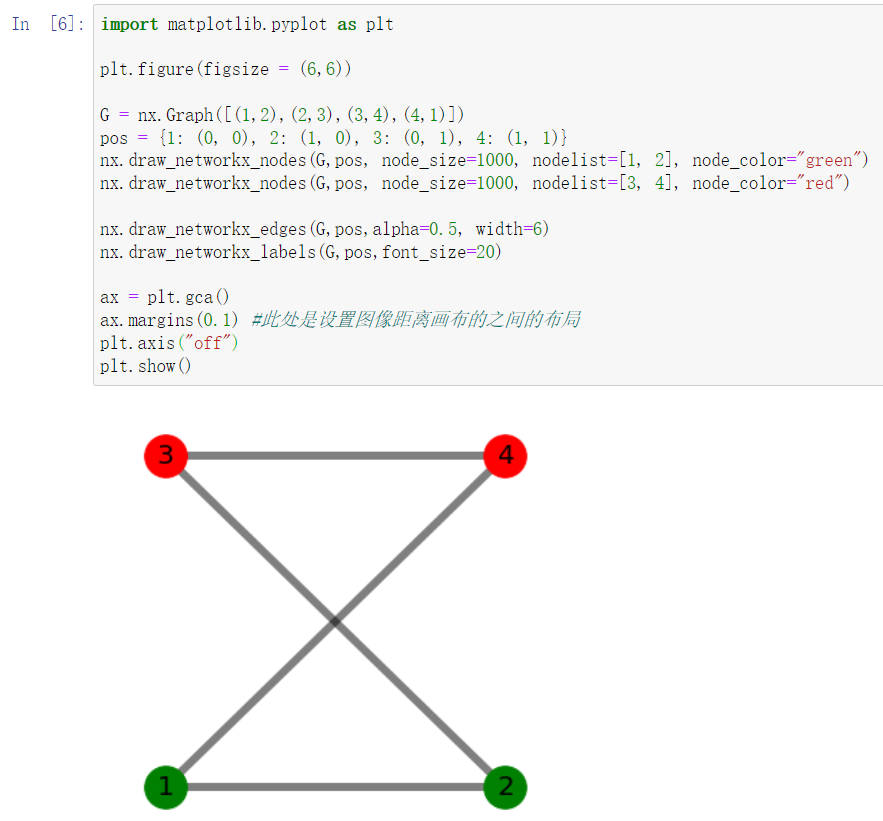 In [6]: import matplotlib.pyplot as plt
plt.figure(figsize = (6,6))
G = nx.Graph([(1,2),(2,3),(3,4),(4,1)])
pos = {1: (0, 0), 2: (1, 0), 3: (0, 1), 4: (1, 1)}
nx.draw_networkx_nodes(G,pos, node_size=1000, nodelist=[1, 2], node_color="green")
nx.draw_networkx_nodes(G,pos, node_size=1000, nodelist=[3, 4], node_color="red")
nx.draw_networkx_edges(G,pos,alpha=0.5, width=6)
nx.draw_networkx_labels(G,pos,font_size=20)
ax = plt.gca()
ax.margins(0.1) #此处是设置图像距离画布的之间的布局
plt.axis("off")
plt.show()
3 4
1 2